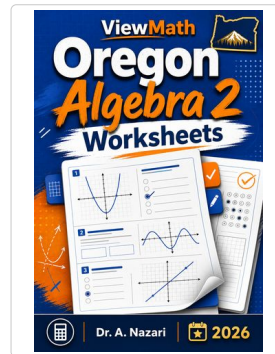 ViewMath
Oregon
Algebra 2
Worksheets
1
2
3
Dr. A. Nazari
2026